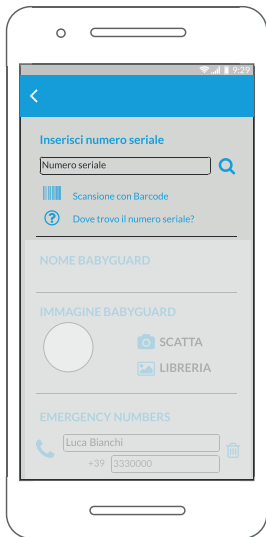 9:29
Inserisci numero seriale
Numero seriale
Scansione con Barcode
Dove trovo il numero seriale?
NOME BABYGUARD
IMMAGINE BABYGUARD
SCATTA
LIBRERIA
EMERGENCY NUMBERS
Luca Bianchi
+39 3330000